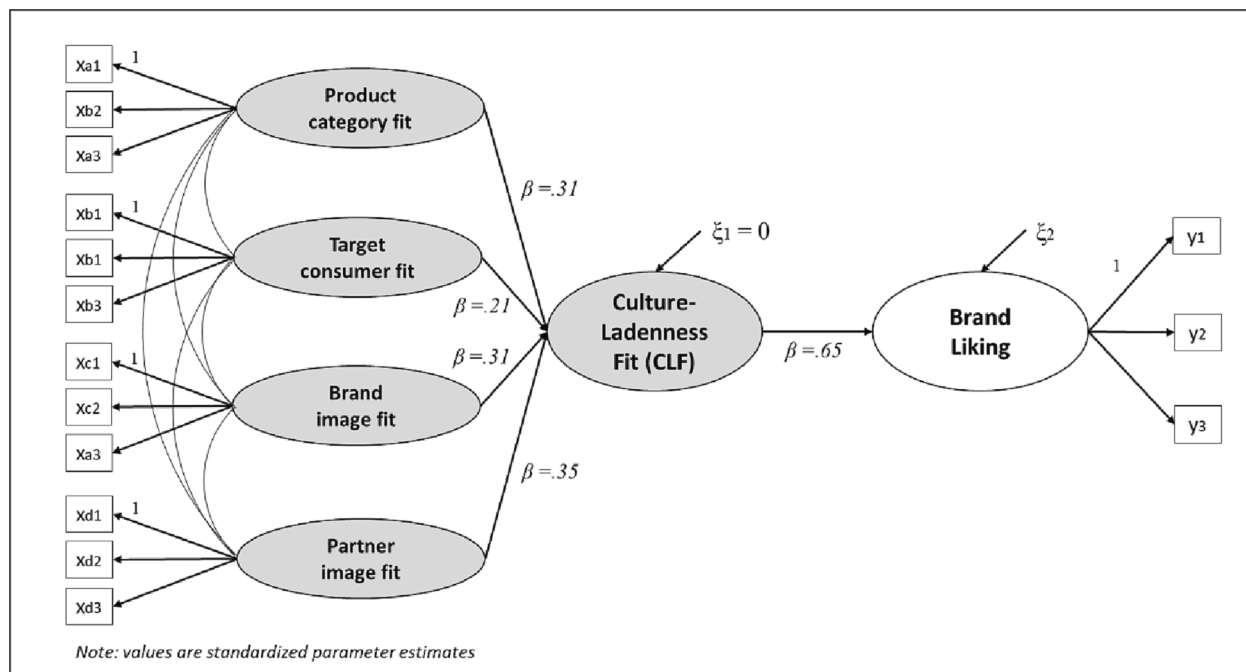 Xa1
1
Xb2
Xa3
Product
category fit
β =.31
Xb1
1
Xb1
Xb3
Target
consumer fit
β =.21
ξ1 = 0
ξ2
Culture-
Ladenness
Fit (CLF)
β =.65
Brand
Liking
1
y1
y2
y3
Xc1
1
Xc2
Xa3
Brand
image fit
β =.31
Xd1
1
Xd2
Xd3
Partner
image fit
β =.35
Note: values are standardized parameter estimates